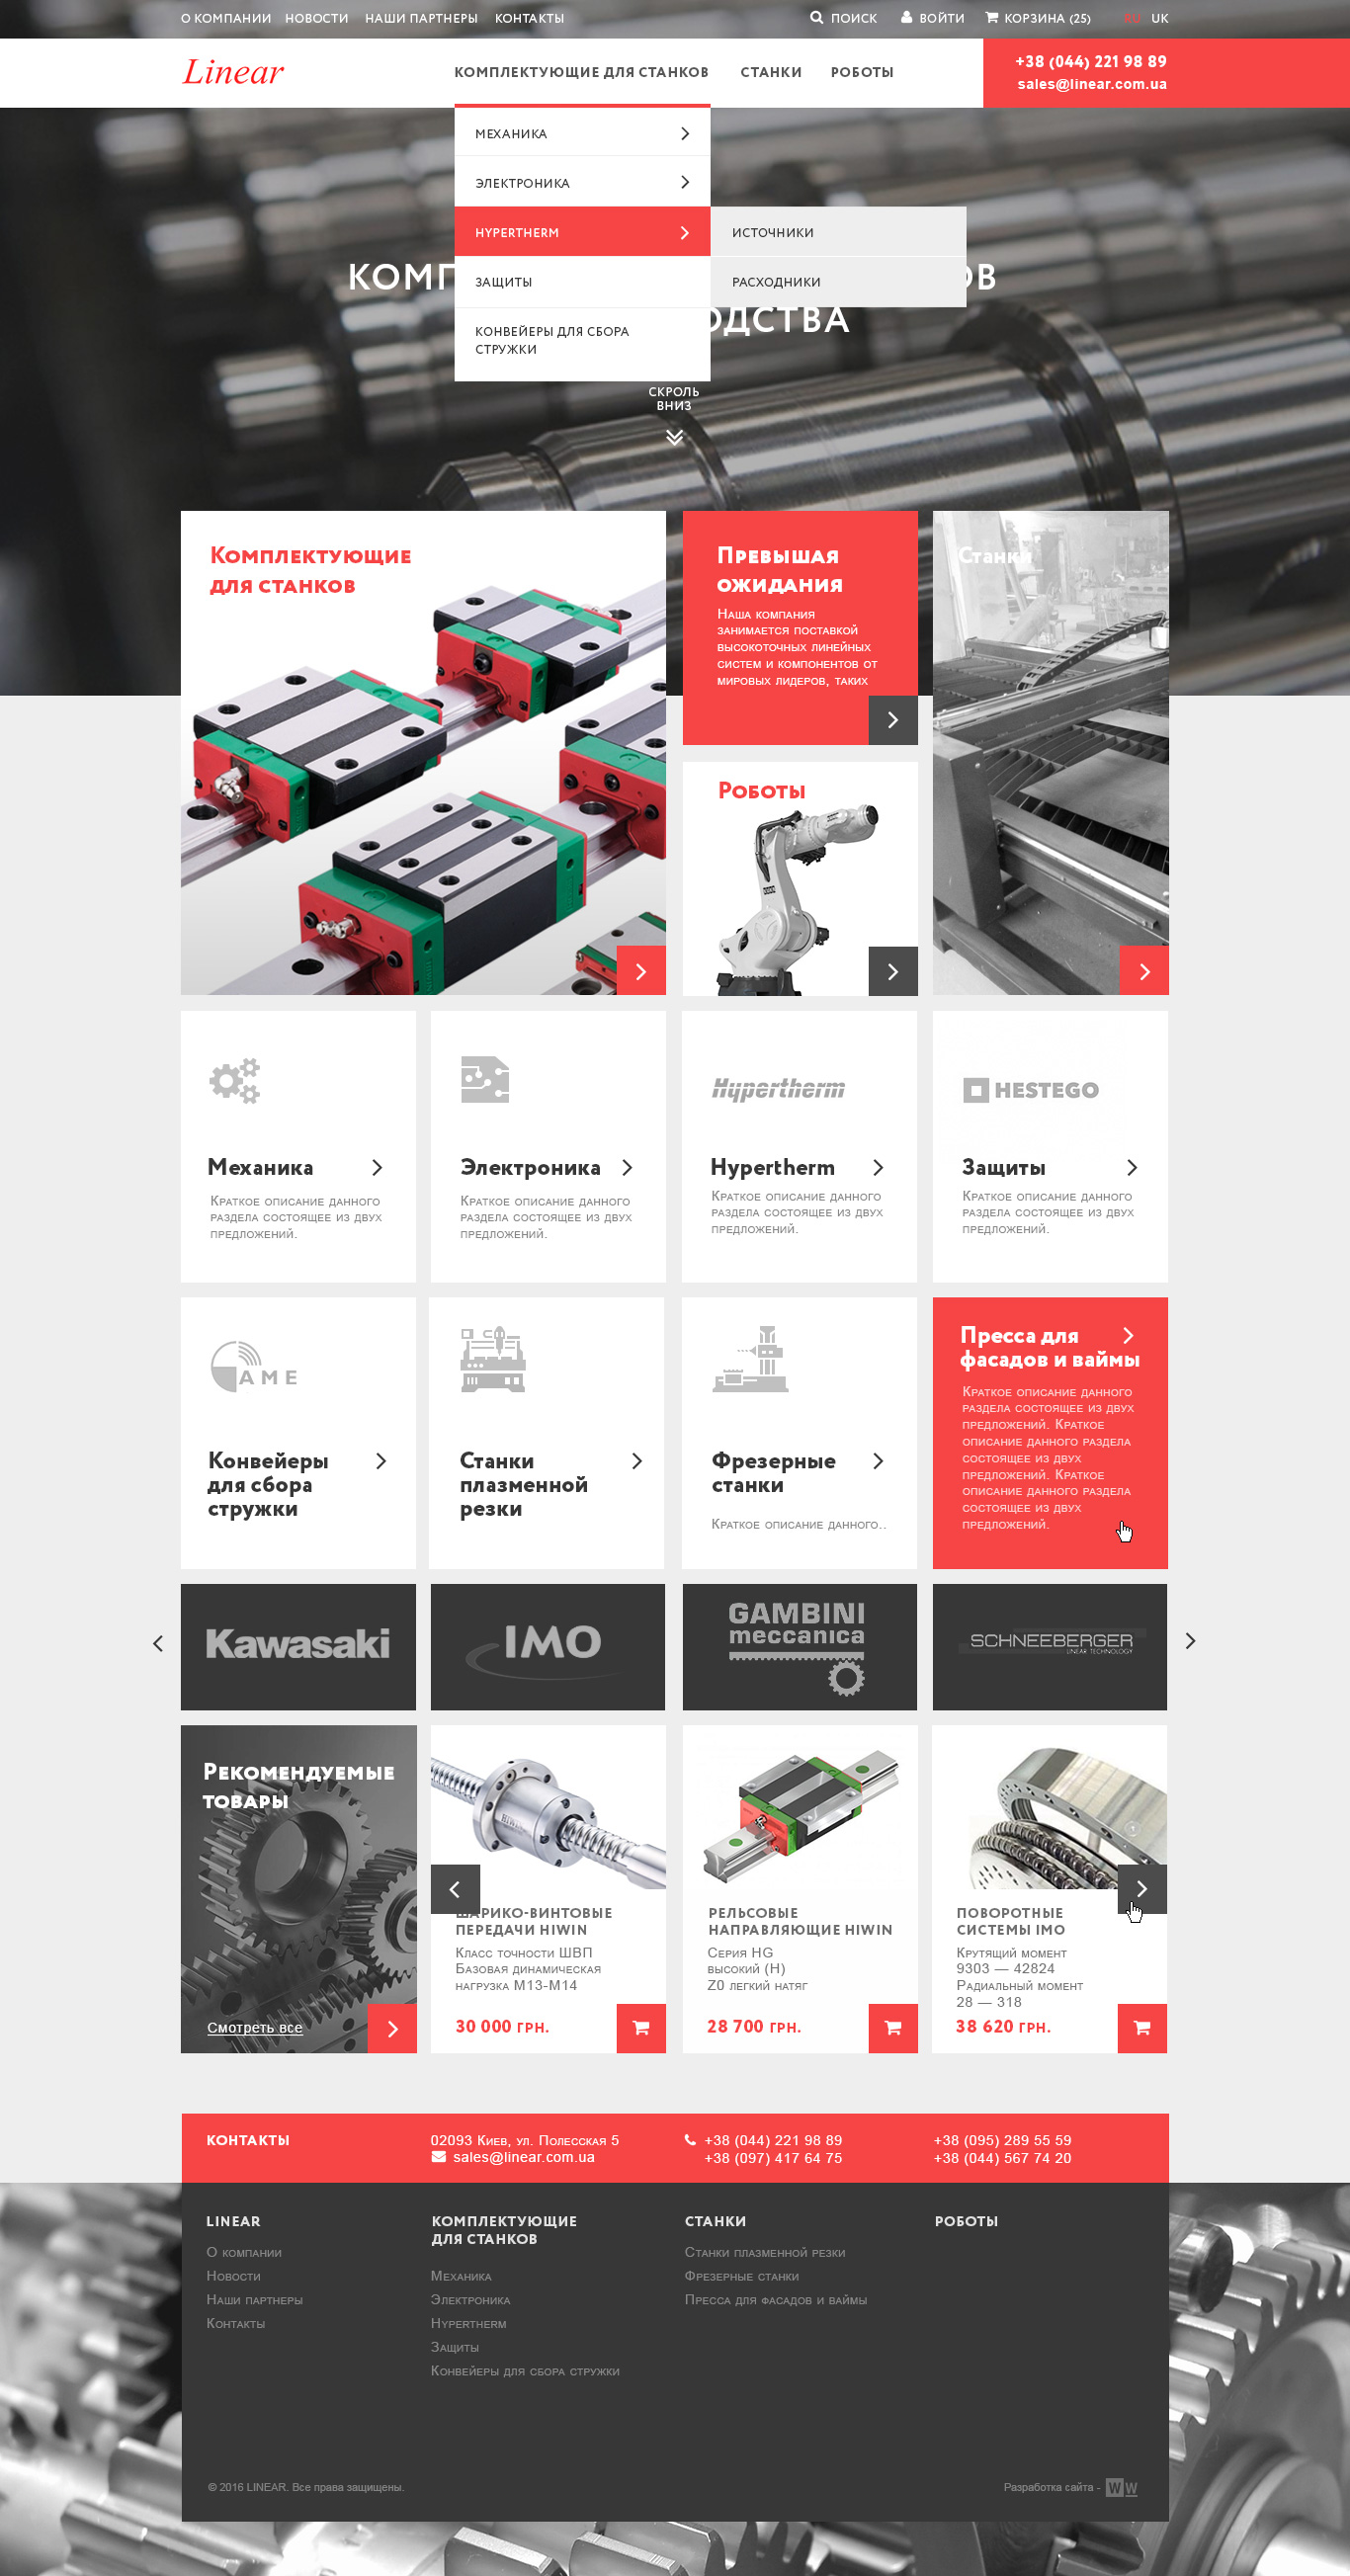 О КОМПАНИИ НОВОСТИ НАШИ ПАРТНЕРЫ КОНТАКТЫ ПОИСК ВОЙТИ КОРЗИНА (25) RU UK
Linear
КОМПЛЕКТУЮЩИЕ ДЛЯ СТАНКОВ СТАНКИ РОБОТЫ
+38 (044) 221 98 89
sales@linear.com.ua
МЕХАНИКА
ЭЛЕКТРОНИКА
HYPERTHERM
ИСТОЧНИКИ
ЗАЩИТЫ
РАСХОДНИКИ
КОНВЕЙЕРЫ ДЛЯ СБОРА
СТРУЖКИ
СКРОЛЬ
ВНИЗ
Комплектующие
для станков
Превышая
ожидания
Наша компания
занимается поставкой
высокоточных линейных
систем и компонентов от
мировых лидеров, таких
Станки
Роботы
Hypertherm
HESTEGO
Механика
Краткое описание данного
раздела состоящее из двух
предложений.
Электроника
Краткое описание данного
раздела состоящее из двух
предложений.
Hypertherm
Краткое описание данного
раздела состоящее из двух
предложений.
Защиты
Краткое описание данного
раздела состоящее из двух
предложений.
AME
Конвейеры
для сбора
стружки
Станки
плазменной
резки
Фрезерные
станки
Краткое описание данного..
Пресса для
фасадов и ваймы
Краткое описание данного
раздела состоящее из двух
предложений. Краткое
описание данного раздела
состоящее из двух
предложений. Краткое
описание данного раздела
состоящее из двух
предложений.
Kawasaki
IMO
GAMBINI
meccanica
SCHNEEBERGER
LINEAR TECHNOLOGY
Рекомендуемые
товары
Смотреть все
ШАРИКО-ВИНТОВЫЕ
ПЕРЕДАЧИ HIWIN
Класс точности ШВП
Базовая динамическая
нагрузка М13-М14
30 000 грн.
РЕЛЬСОВЫЕ
НАПРАВЛЯЮЩИЕ HIWIN
Серия HG
высокий (H)
Z0 легкий натяг
28 700 грн.
ПОВОРОТНЫЕ
СИСТЕМЫ IMO
Крутящий момент
9303 — 42824
Радиальный момент
28 — 318
38 620 грн.
КОНТАКТЫ
02093 Киев, ул. Полесская 5
sales@linear.com.ua
+38 (044) 221 98 89
+38 (097) 417 64 75
+38 (095) 289 55 59
+38 (044) 567 74 20
LINEAR
О компании
Новости
Наши партнеры
Контакты
КОМПЛЕКТУЮЩИЕ
ДЛЯ СТАНКОВ
Механика
Электроника
Hypertherm
Защиты
Конвейеры для сбора стружки
СТАНКИ
Станки плазменной резки
Фрезерные станки
Пресса для фасадов и ваймы
РОБОТЫ
© 2016 LINEAR. Все права защищены.
Разработка сайта - WW